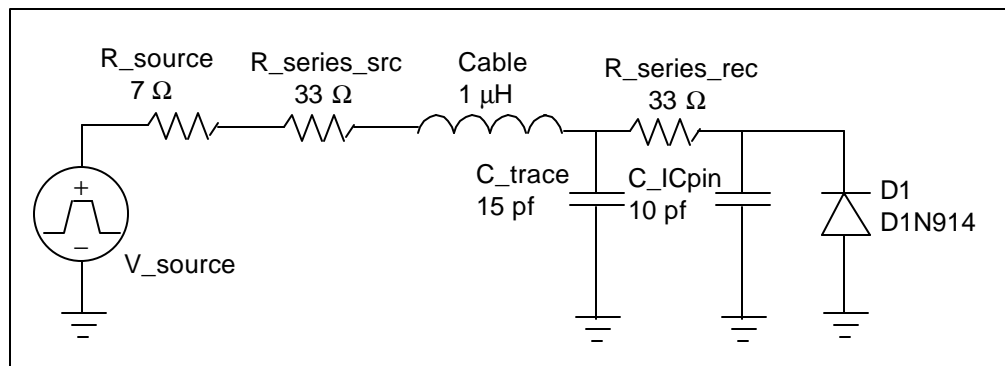 R_source
7 Ω
R_series_src
33 Ω
Cable
1 μH
R_series_rec
33 Ω
C_trace
15 pf
C_ICpin
10 pf
D1
D1N914
+
−
V_source